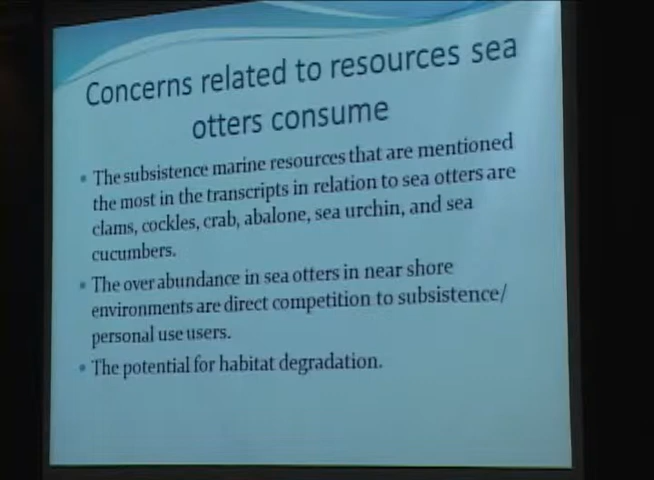 Concerns related to resources sea
otters consume
• The subsistence marine resources that are mentioned
the most in the transcripts in relation to sea otters are
clams, cockles, crab, abalone, sea urchin, and sea
cucumbers.
• The over abundance in sea otters in near shore
environments are direct competition to subsistence/
personal use users.
• The potential for habitat degradation.